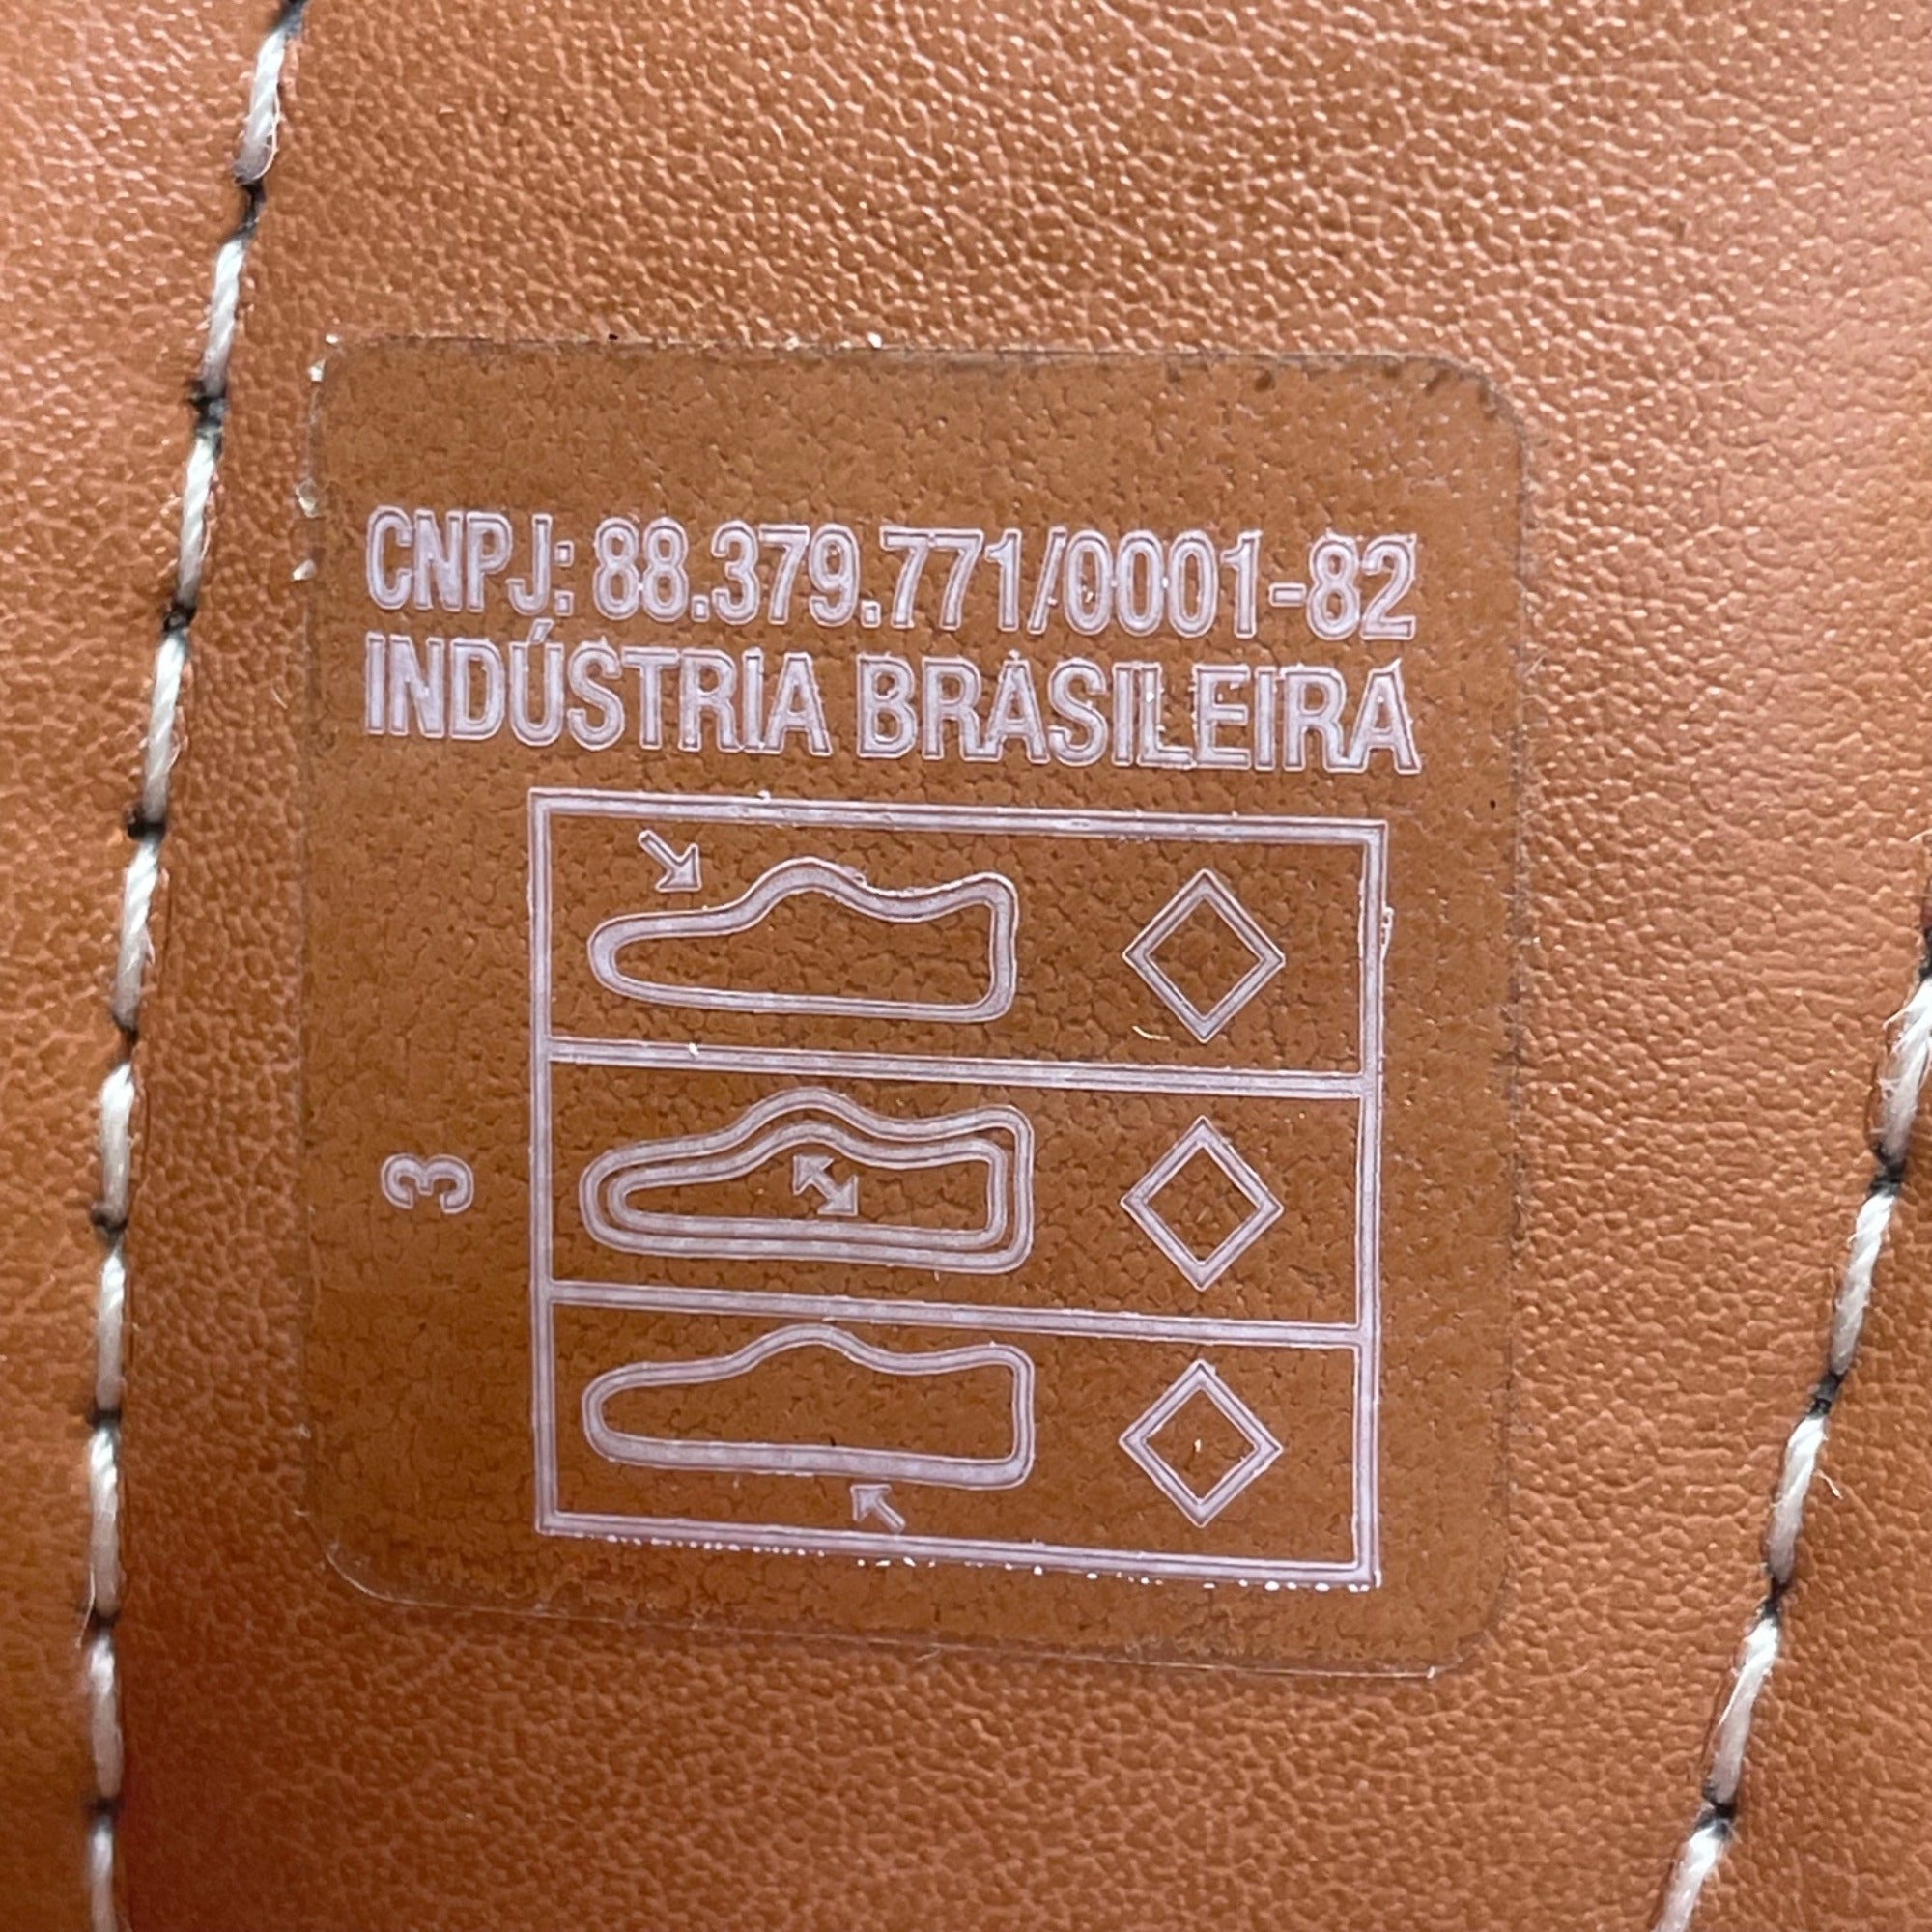 CNPJ: 88.379.771/0001-82
INDÚSTRIA BRASILEIRA
3